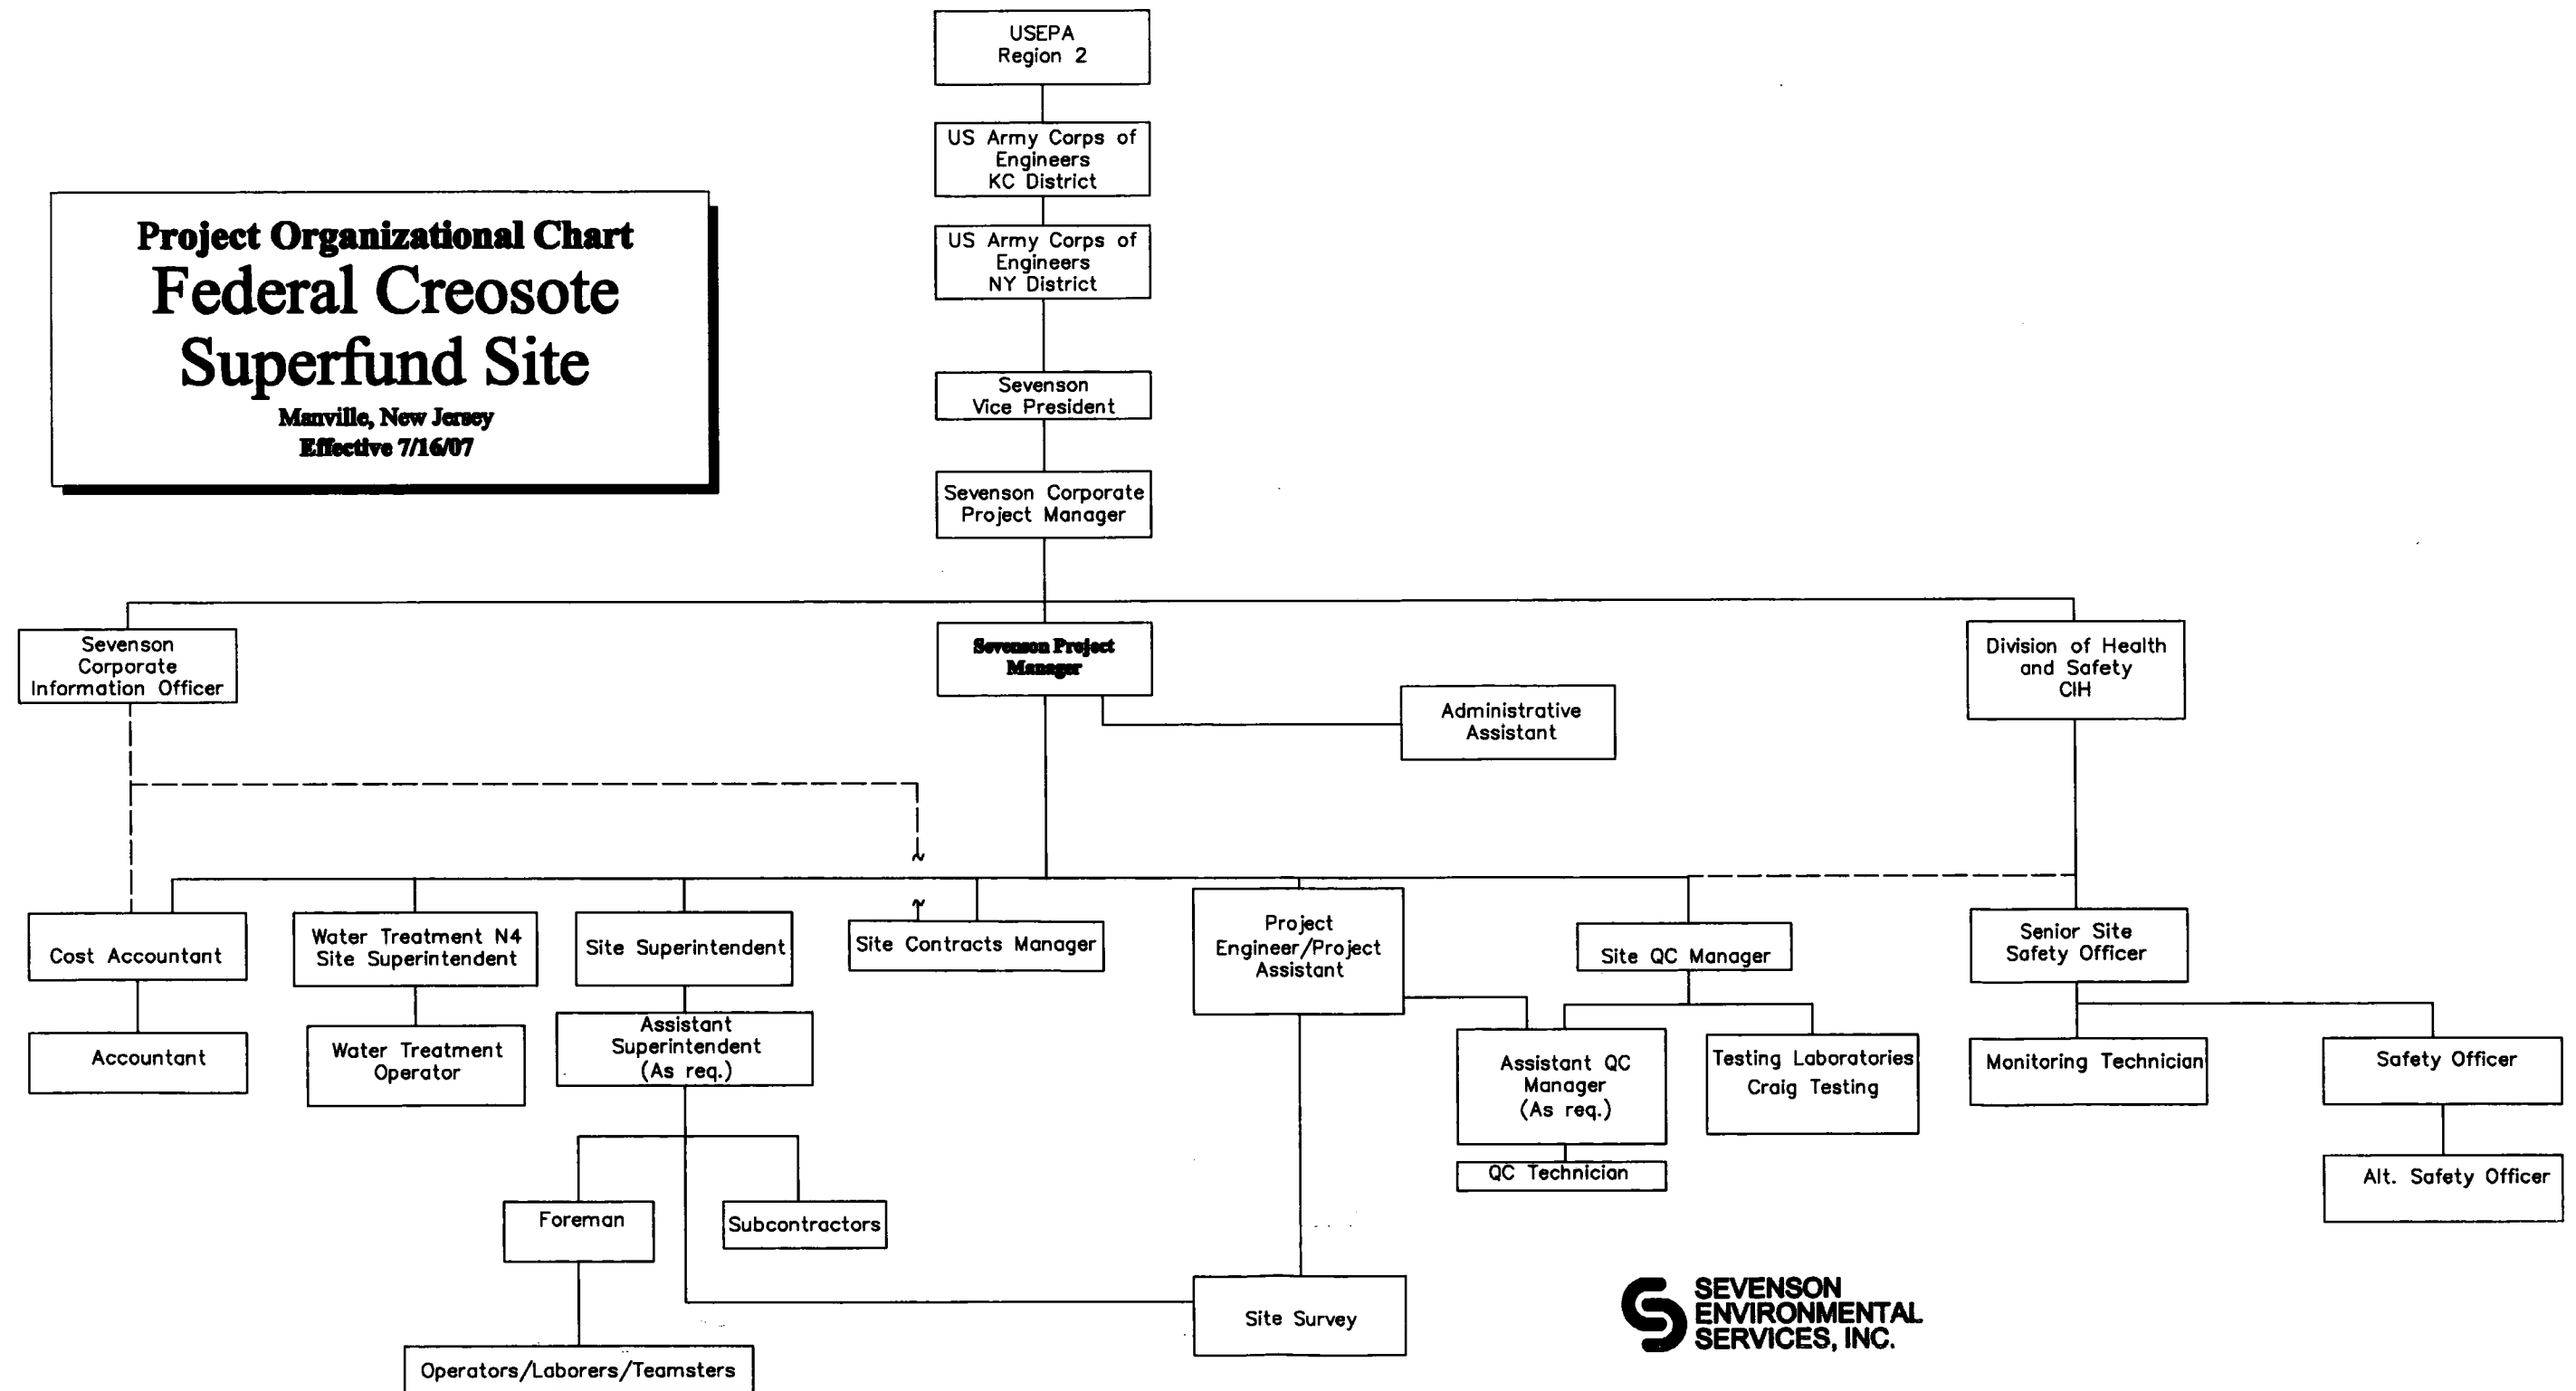 USEPA
Region 2
US Army Corps of
Engineers
KC District
US Army Corps of
Engineers
NY District
Project Organizational Chart
Federal Creosote
Superfund Site
Manville, New Jersey
Effective 7/16/07
Sevenson
Vice President
Sevenson Corporate
Project Manager
Sevenson
Corporate
Information Officer
Sevenson Project
Manager
Division of Health
and Safety
CIH
Administrative
Assistant
Cost Accountant
Water Treatment N4
Site Superintendent
Site Superintendent
Site Contracts Manager
Project
Engineer/Project
Assistant
Site QC Manager
Senior Site
Safety Officer
Accountant
Water Treatment
Operator
Assistant
Superintendent
(As req.)
Assistant QC
Manager
(As req.)
Testing Laboratories
Craig Testing
Monitoring Technician
Safety Officer
QC Technician
Alt. Safety Officer
Foreman
Subcontractors
Site Survey
Operators/Laborers/Teamsters
SEVENSON
ENVIRONMENTAL
SERVICES, INC.